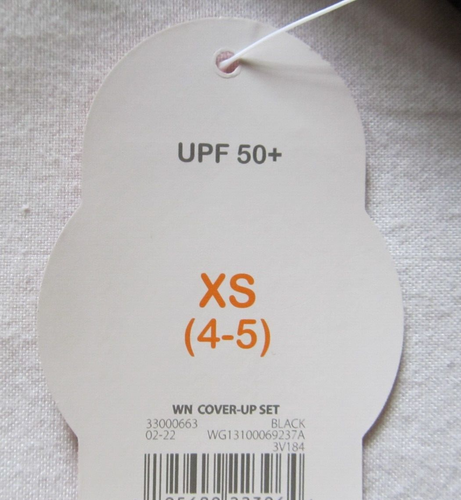 UPF 50+
XS
(4-5)
WN COVER-UP SET
33000663 BLACK
02-22 WG13100069237A
3V184